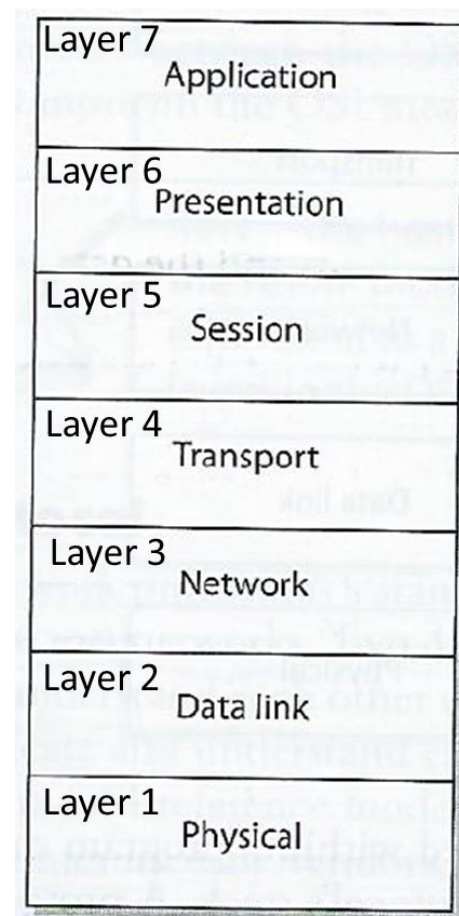 Layer 7
Application
Layer 6
Presentation
Layer 5
Session
Layer 4
Transport
Layer 3
Network
Layer 2
Data link
Layer 1
Physical